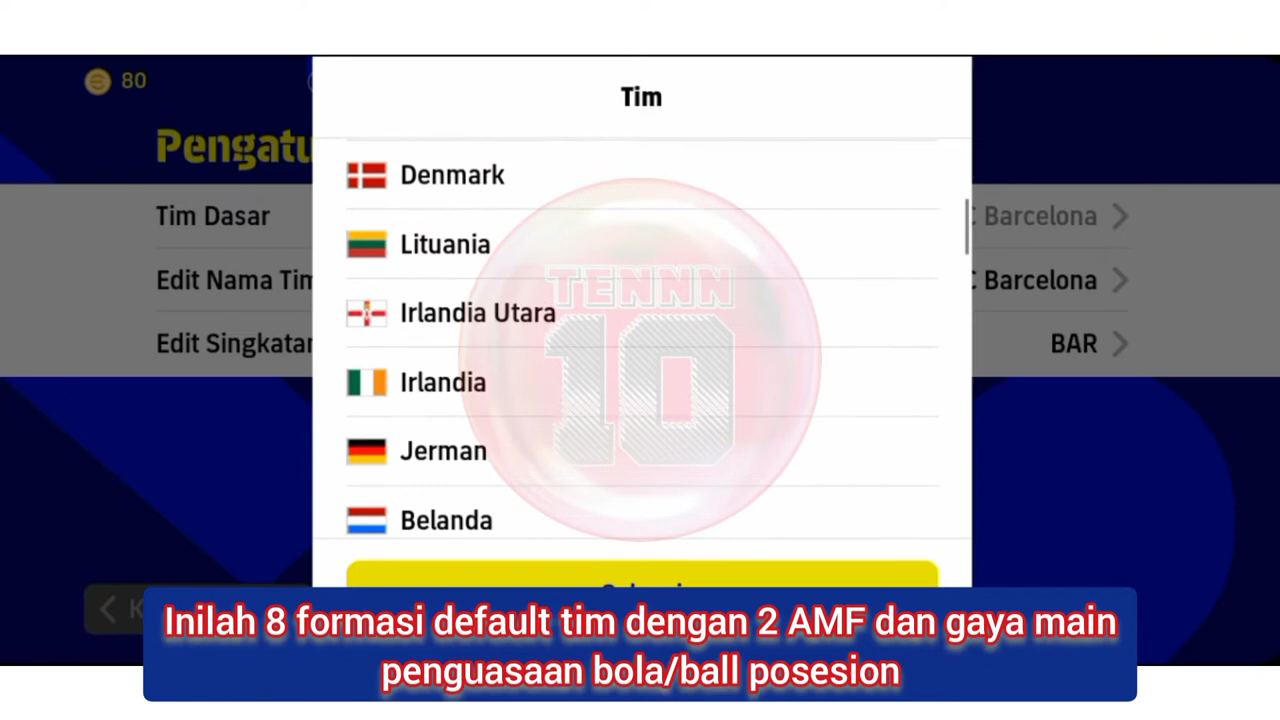 80
Tim
Pengatu
Denmark
Tim Dasar
C Barcelona
Lituania
Edit Nama Tim
C Barcelona
TENNN
10
Irlandia Utara
Edit Singkatan
BAR
Irlandia
Jerman
Belanda
K
Inilah 8 formasi default tim dengan 2 AMF dan gaya main
penguasaan bola/ball posesion